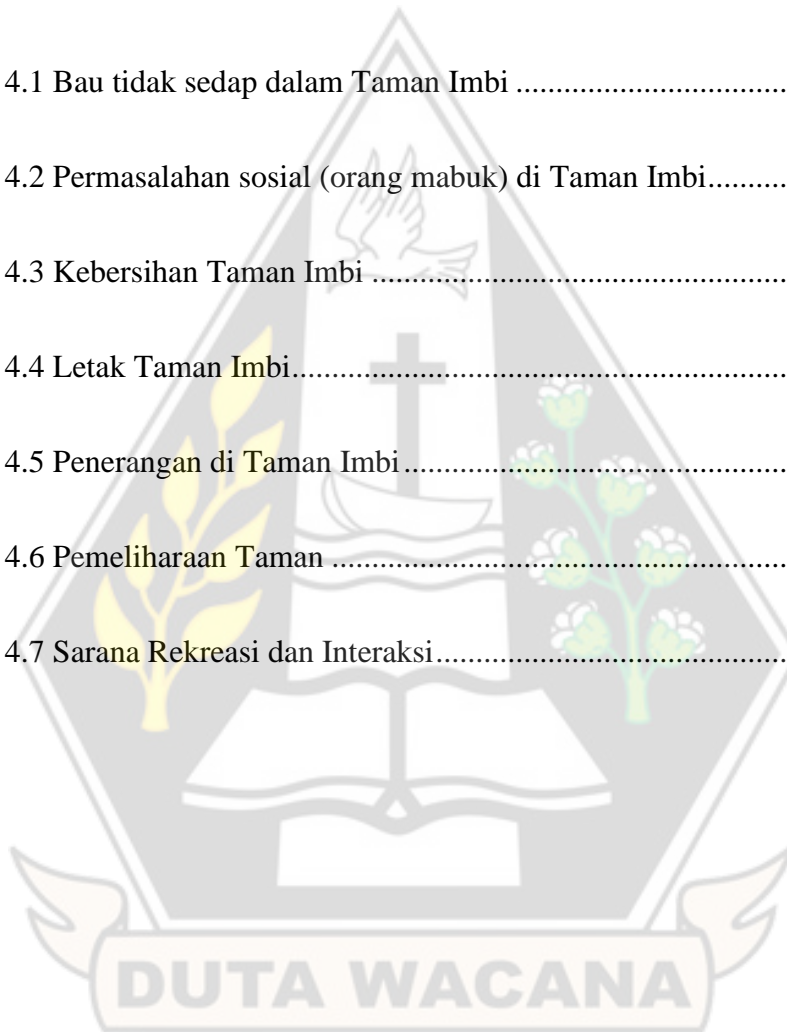 4.1 Bau tidak sedap dalam Taman Imbi ..............................
4.2 Permasalahan sosial (orang mabuk) di Taman Imbi..........
4.3 Kebersihan Taman Imbi .............................................
4.4 Letak Taman Imbi......................................................
4.5 Penerangan di Taman Imbi..........................................
4.6 Pemeliharaan Taman .................................................
4.7 Sarana Rekreasi dan Interaksi......................................
DUTA WACANA